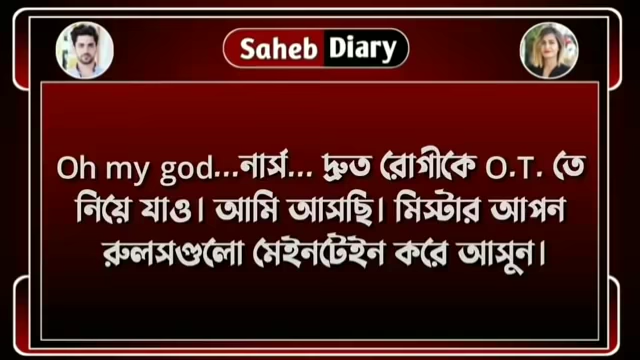 Saheb Diary
Oh my god...নার্স... দ্রুত রোগীকে O.T. তে
নিয়ে যাও। আমি আসছি। মিস্টার আপন
রুলসগুলো মেইনটেইন করে আসুন।